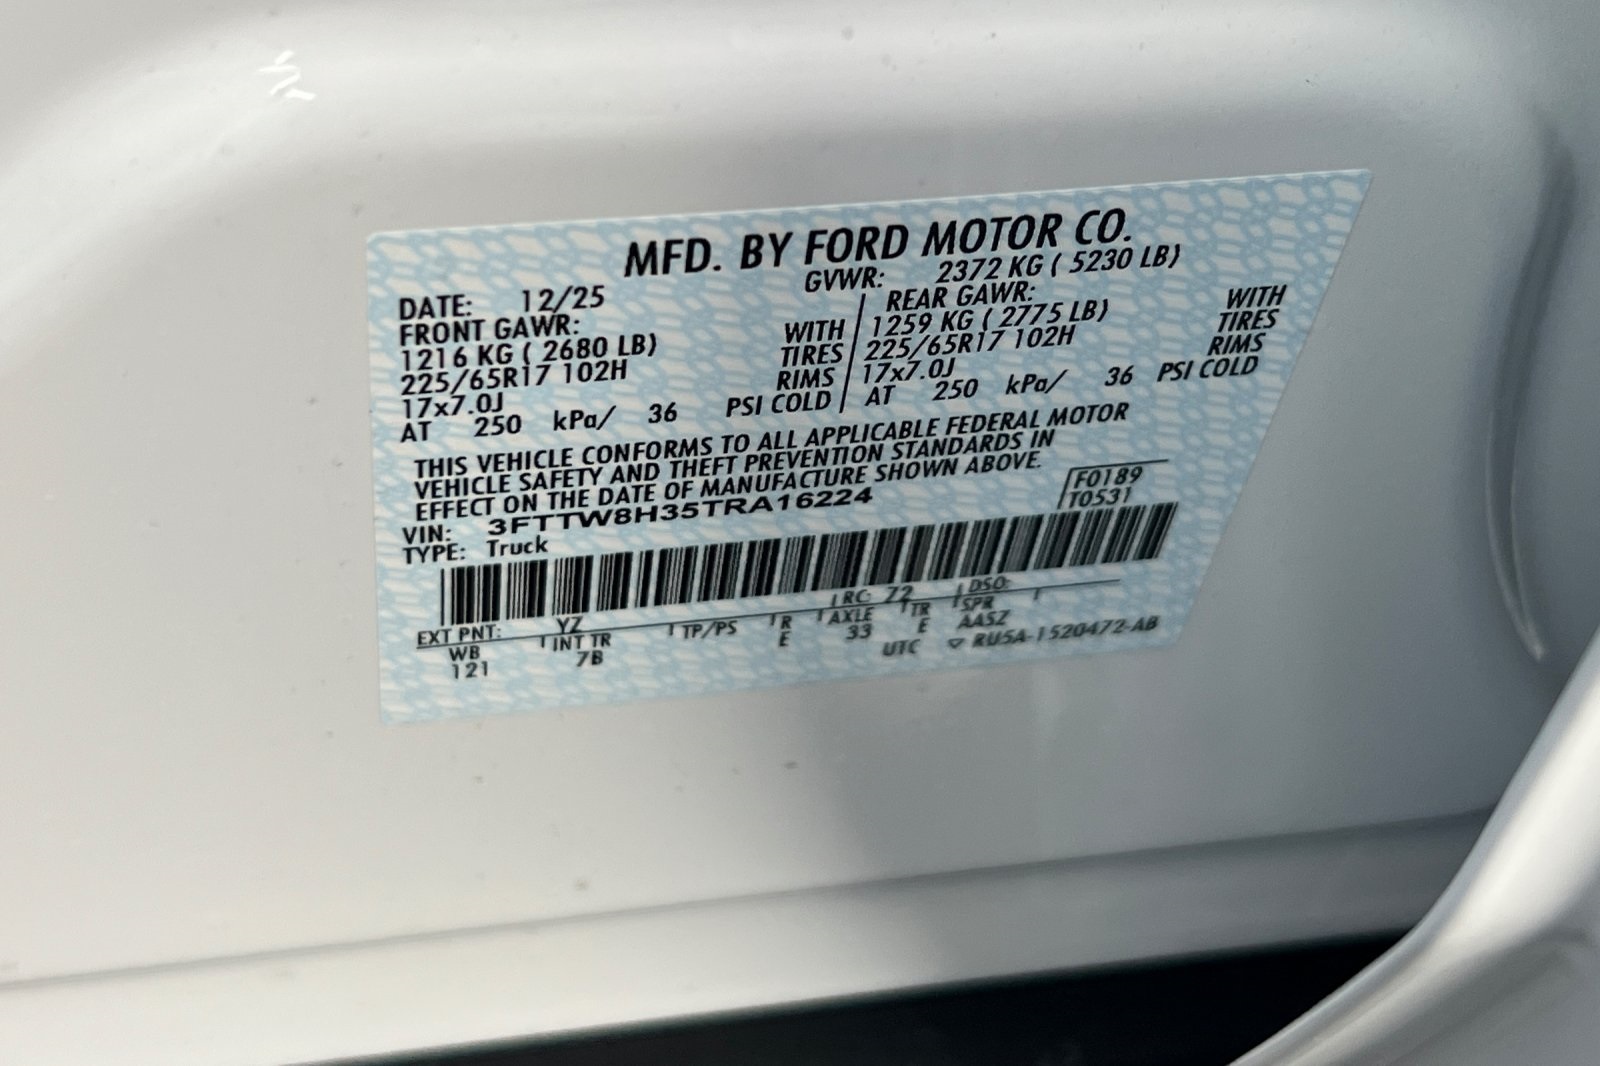 MFD. BY FORD MOTOR CO.
DATE: 12/25 GVWR: 2372 KG ( 5230 LB)
FRONT GAWR: REAR GAWR:
1216 KG ( 2680 LB) WITH 1259 KG ( 2775 LB) WITH
225/65R17 102H TIRES 225/65R17 102H TIRES
17x7.0J RIMS 17x7.0J RIMS
AT 250 kPa/ 36 PSI COLD AT 250 kPa/ 36 PSI COLD
THIS VEHICLE CONFORMS TO ALL APPLICABLE FEDERAL MOTOR
VEHICLE SAFETY AND THEFT PREVENTION STANDARDS IN
EFFECT ON THE DATE OF MANUFACTURE SHOWN ABOVE.
F0189
T0531
VIN: 3FTTW8H35TRA16224
TYPE: Truck
EXT PNT: YZ RC: 72 DSO:
WB INT TR TP/PS R AXLE TR SPR
121 7B E 33 E AASZ
UTC RU5A-1520472-AB